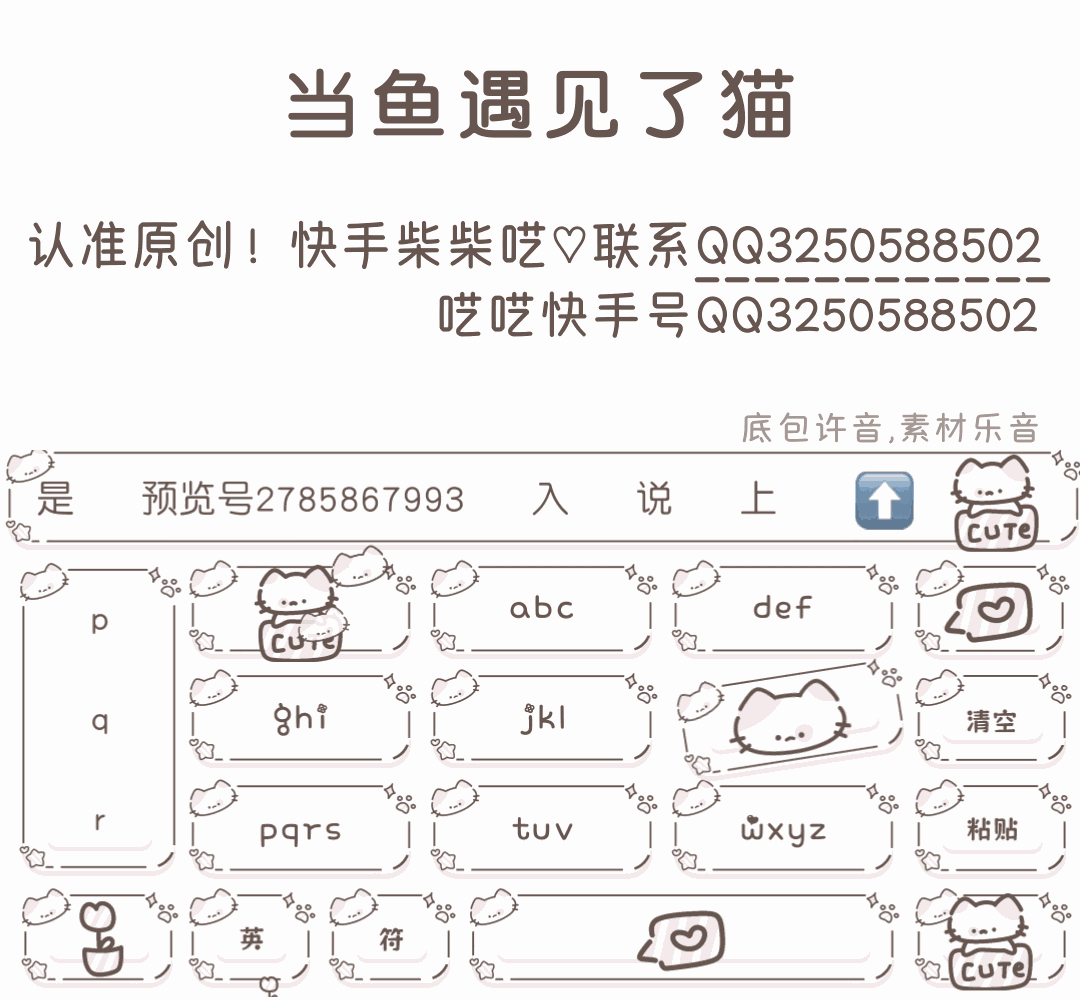 当鱼遇见了猫
认准原创！快手柴柴呓♡联系QQ3250588502
呓呓快手号QQ3250588502
底包许音,素材乐音
是 预览号2785867993 入 说 上 ⬆️ CUTe
p CUTe abc def
q ghi jkl 清空
r pqrs tuv wxyz 粘贴
英 符 CUTe